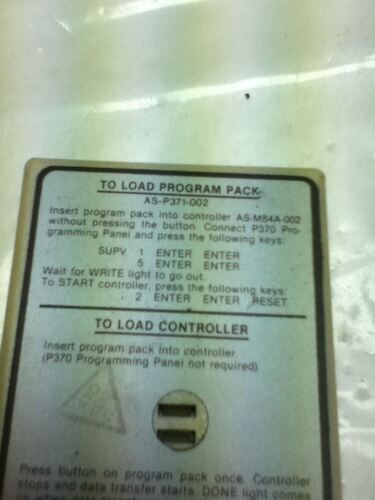 TO LOAD PROGRAM PACK
AS-P371-002
Insert program pack into controller AS-M84A-002
without pressing the button. Connect P370 Pro-
gramming Panel and press the following keys:
SUPV 1 ENTER ENTER
5 ENTER ENTER
Wait for WRITE light to go out.
To START controller, press the following keys:
2 ENTER ENTER RESET
TO LOAD CONTROLLER
Insert program pack into controller.
(P370 Programming Panel not required)
Press button on program pack once. Controller
stops and data transfer starts. DONE light comes
on when data